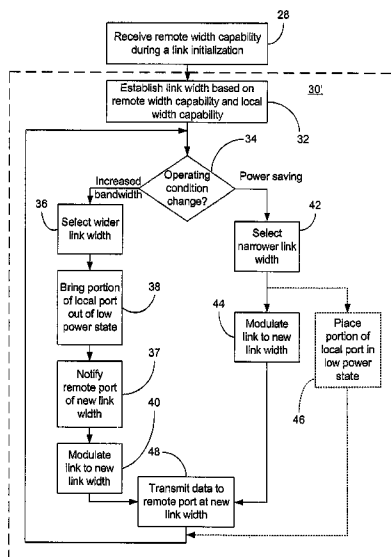 28
Receive remote width capability
during a link initialization
30'
Establish link width based on
remote width capability and local
width capability
32
34
Operating
condition
change?
Increased
bandwidth
Power saving
36
Select wider
link width
42
Select
narrower link
width
38
Bring portion
of local port
out of low
power state
44
Modulate
link to new
link width
Place
portion of
local port in
low power
state
46
37
Notify
remote port
of new link
width
40
Modulate
link to new
link width
48
Transmit data to
remote port at new
link width